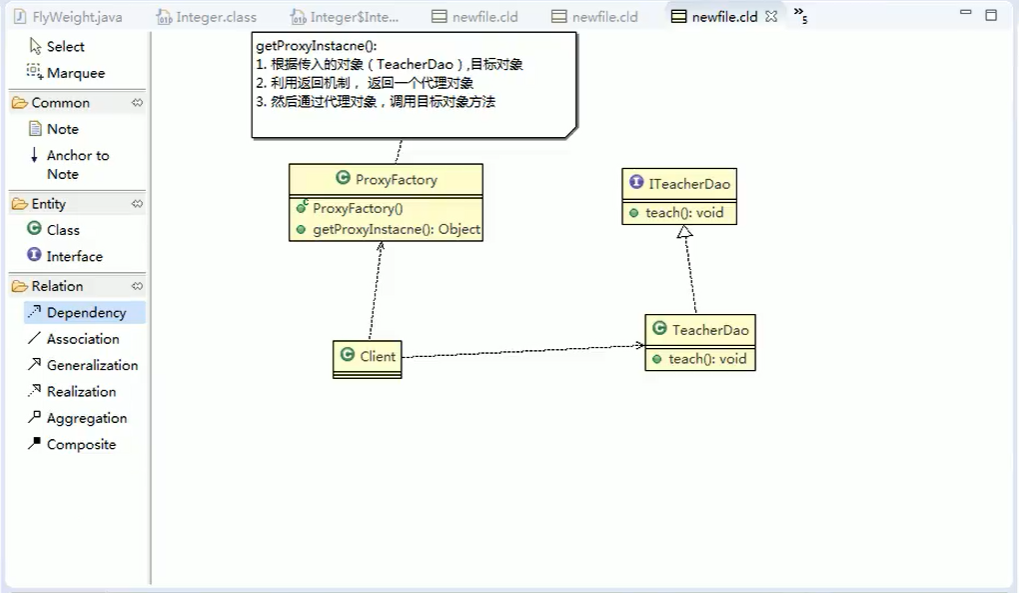 FlyWeight.java
Integer.class
Integer$Inte...
newfile.cld
newfile.cld
newfile.cld
»5
Select
Marquee
Common
Note
Anchor to
Note
Entity
Class
Interface
Relation
Dependency
Association
Generalization
Realization
Aggregation
Composite
getProxyInstacne():
1. 根据传入的对象（TeacherDao）,目标对象
2. 利用返回机制， 返回一个代理对象
3. 然后通过代理对象，调用目标对象方法
ProxyFactory
ProxyFactory()
getProxyInstacne(): Object
ITeacherDao
teach(): void
Client
TeacherDao
teach(): void